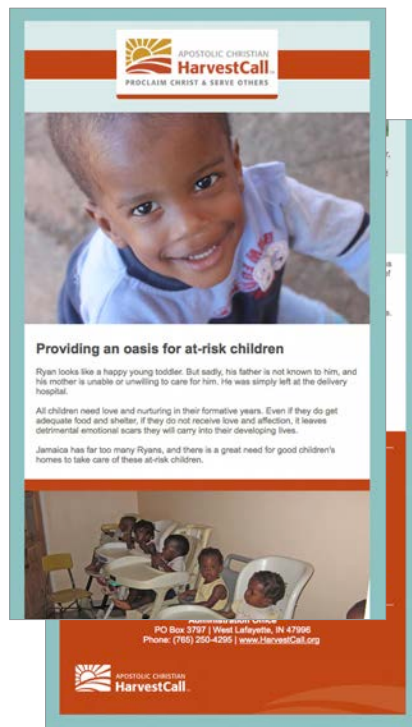 APOSTOLIC CHRISTIAN
HarvestCall
PROCLAIM CHRIST & SERVE OTHERS
Providing an oasis for at-risk children
Ryan looks like a happy young toddler. But sadly, his father is not known to him, and
his mother is unable or unwilling to care for him. He was simply left at the delivery
hospital.
All children need love and nurturing in their formative years. Even if they do get
adequate food and shelter, if they do not receive love and affection, it leaves
detrimental emotional scars they will carry into their developing lives.
Jamaica has far too many Ryans, and there is a great need for good children's
homes to take care of these at-risk children.
Administration Office
PO Box 3797 | West Lafayette, IN 47996
Phone: (765) 250-4295 | www.HarvestCall.org
APOSTOLIC CHRISTIAN
HarvestCall